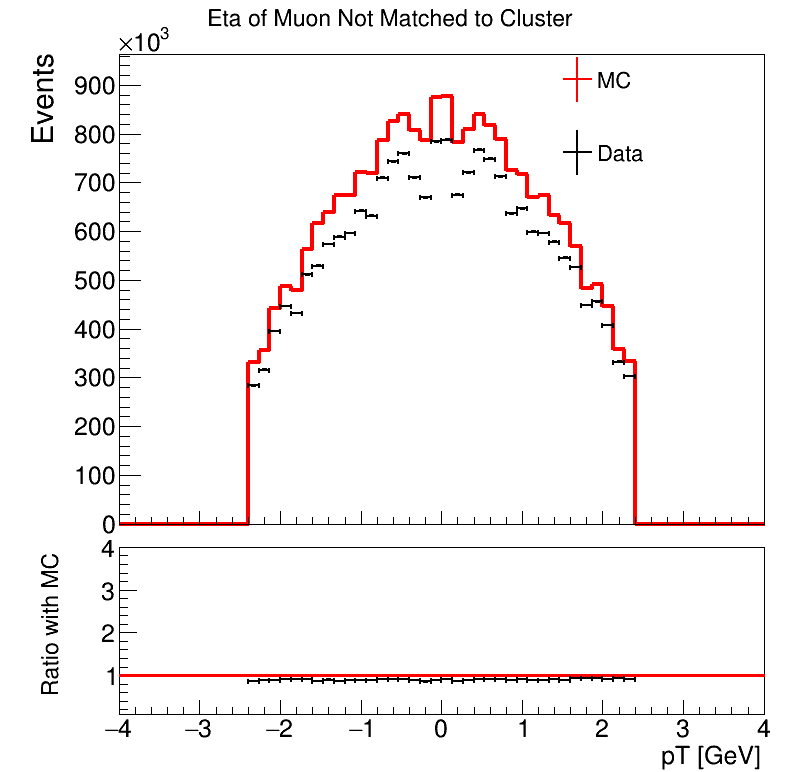 Eta of Muon Not Matched to Cluster
×10³
Events
900
800
700
600
500
400
300
200
100
0
MC
Data
Ratio with MC
4
3
2
1
−4 −3 −2 −1 0 1 2 3 4
pT [GeV]